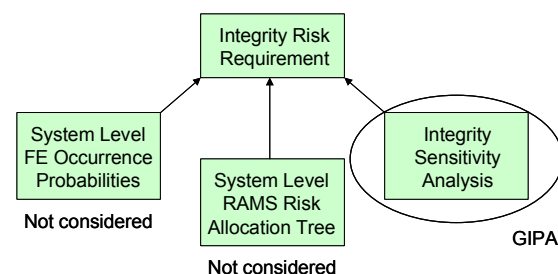 Integrity Risk
Requirement
System Level
FE Occurrence
Probabilities
Not considered
System Level
RAMS Risk
Allocation Tree
Not considered
Integrity
Sensitivity
Analysis
GIPA